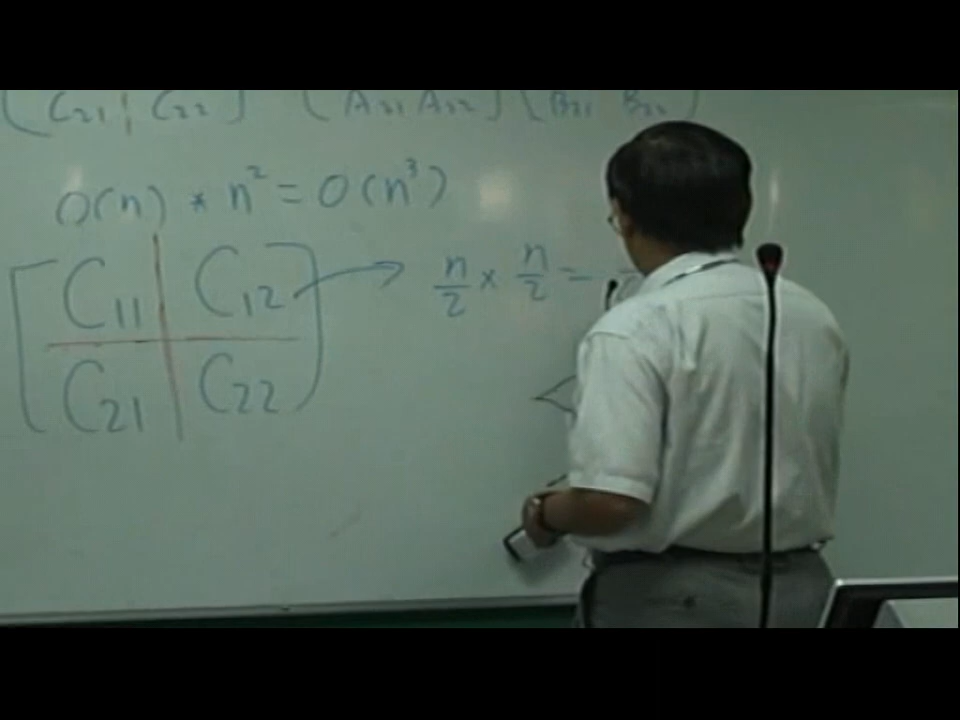 [C21 C22] [A21 A22] [B21 B22]
O(n) * n² = O(n³)
[C11 C12] → n/2 × n/2 =
[C21 C22]